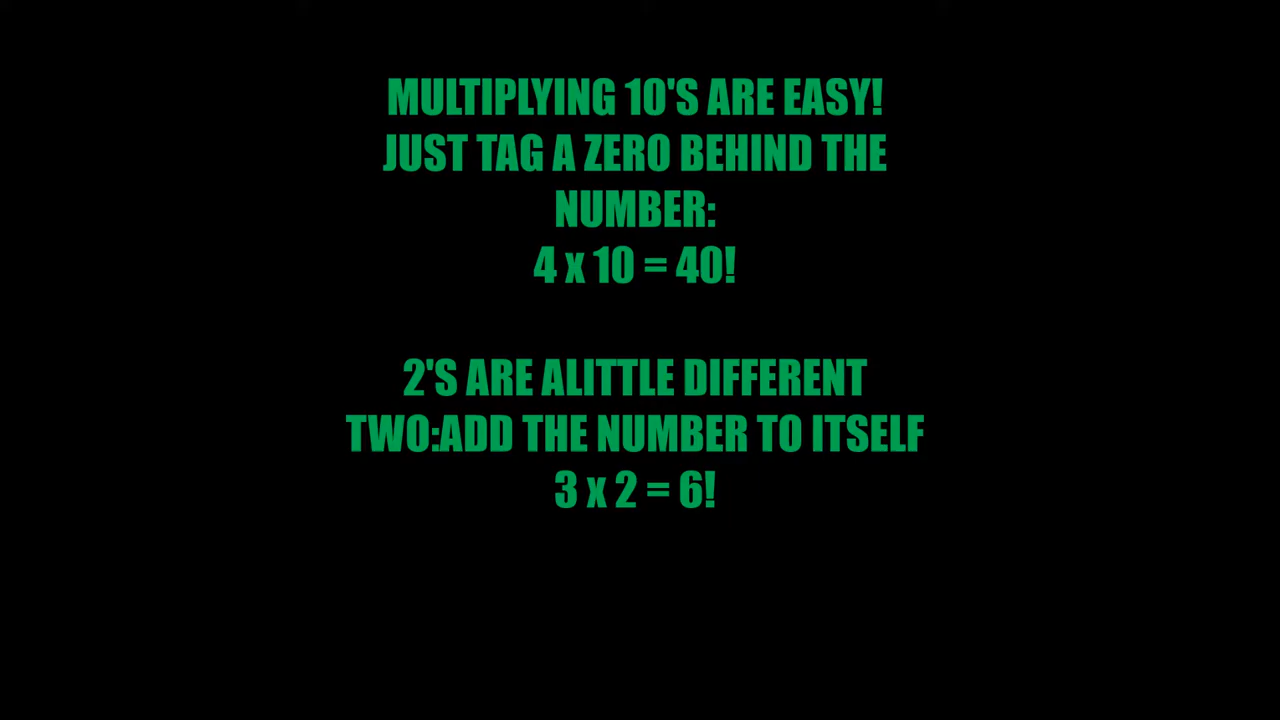 MULTIPLYING 10'S ARE EASY!
JUST TAG A ZERO BEHIND THE
NUMBER:
4 x 10 = 40!
2'S ARE ALITTLE DIFFERENT
TWO:ADD THE NUMBER TO ITSELF
3 x 2 = 6!